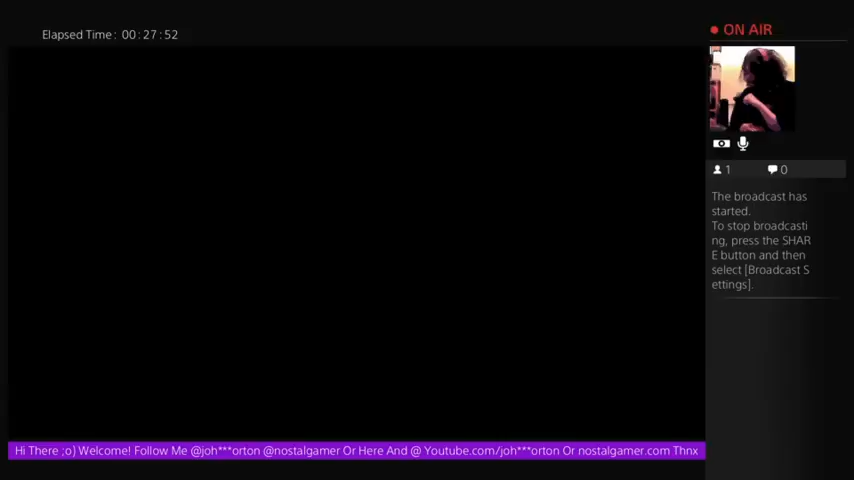 Elapsed Time: 00:27:52
ON AIR
1 0
The broadcast has
started.
To stop broadcasti
ng, press the SHAR
E button and then
select [Broadcast S
ettings].
Hi There ;o) Welcome! Follow Me @joh***orton @nostalgamer Or Here And @ Youtube.com/joh***orton Or nostalgamer.com Thnx